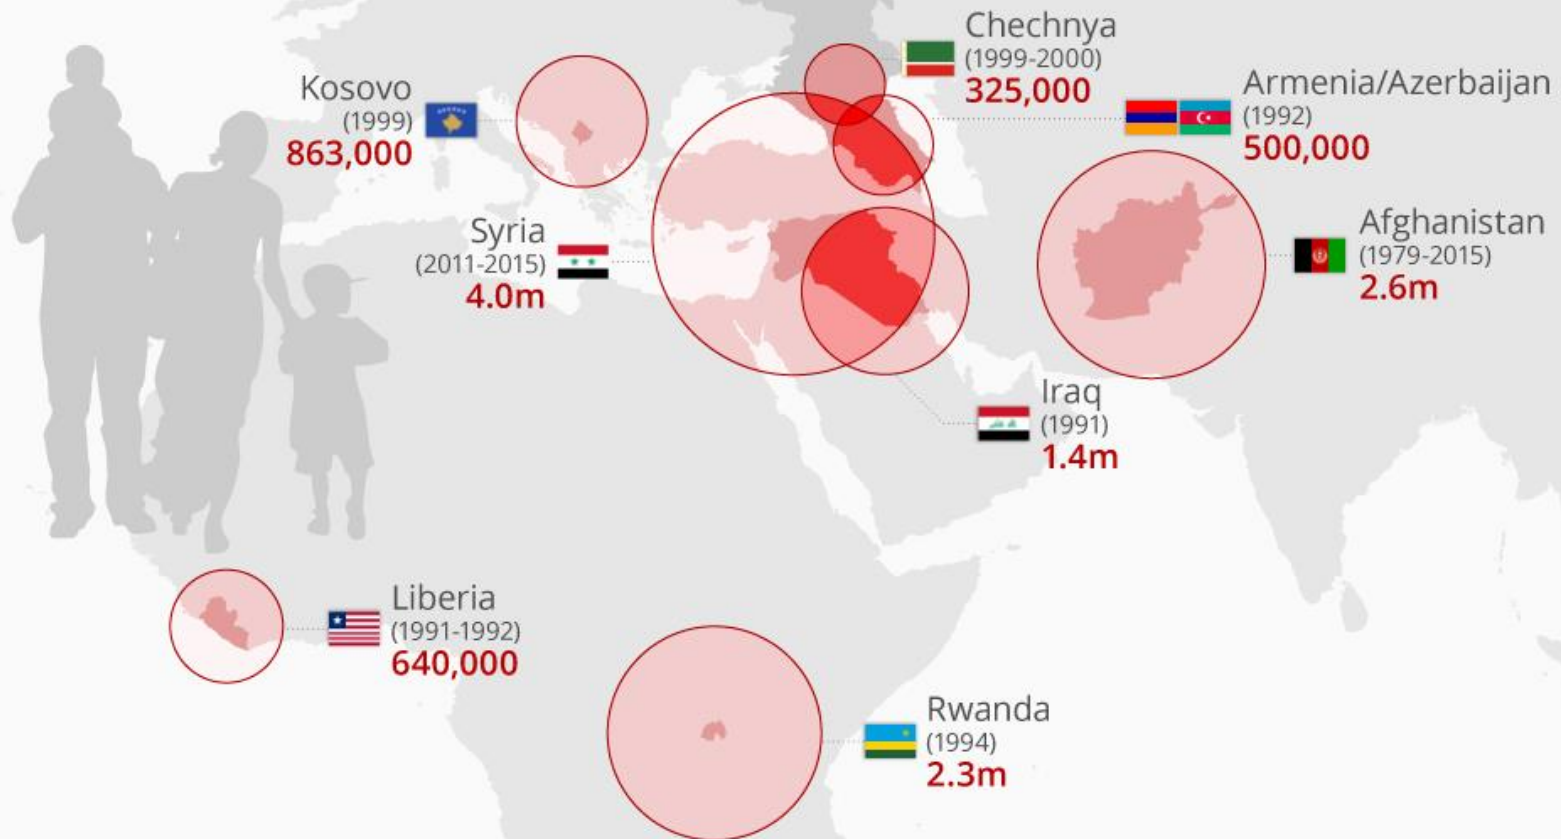 Chechnya
(1999-2000)
325,000
Kosovo
(1999)
863,000
Armenia/Azerbaijan
(1992)
500,000
Syria
(2011-2015)
4.0m
Afghanistan
(1979-2015)
2.6m
Iraq
(1991)
1.4m
Liberia
(1991-1992)
640,000
Rwanda
(1994)
2.3m